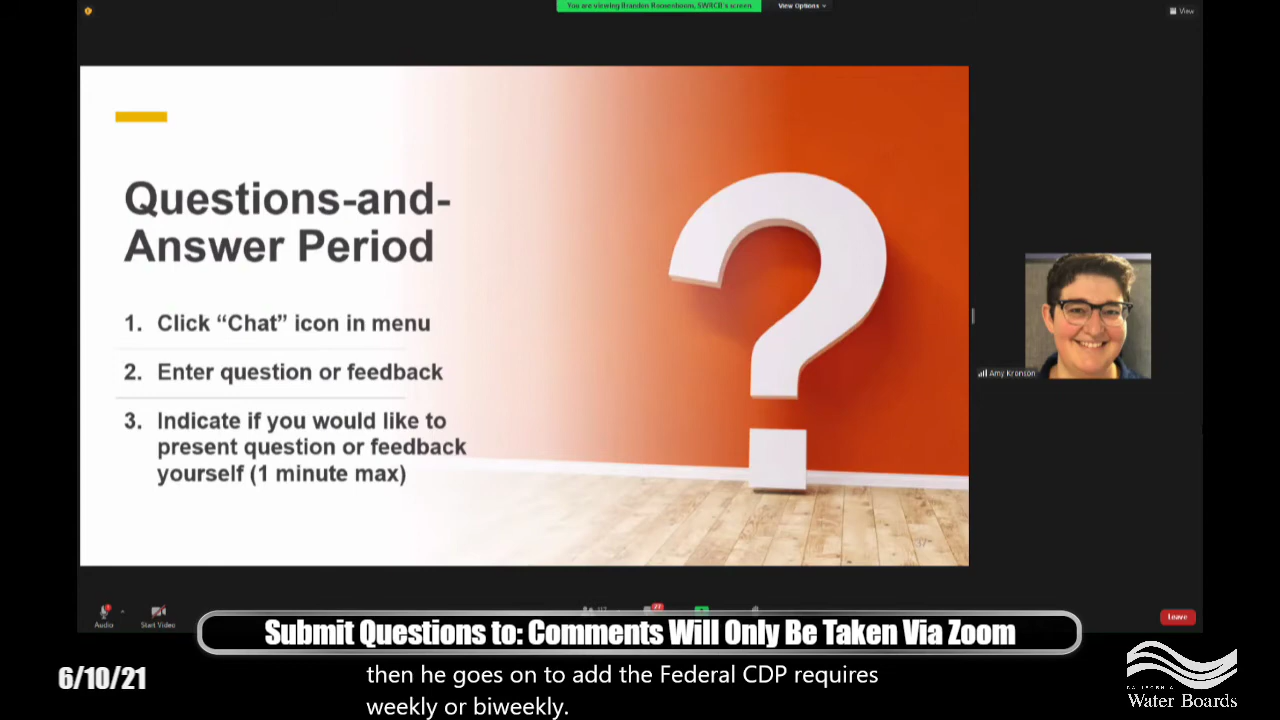 You are viewing Brandon Roosenboom, SWRCB's screen
View Options
View
Questions-and-
Answer Period
1. Click “Chat” icon in menu
2. Enter question or feedback
3. Indicate if you would like to
present question or feedback
yourself (1 minute max)
37
Amy Kronson
Audio
Start Video
Leave
Submit Questions to: Comments Will Only Be Taken Via Zoom
6/10/21
then he goes on to add the Federal CDP requires
weekly or biweekly.
CALIFORNIA
Water Boards